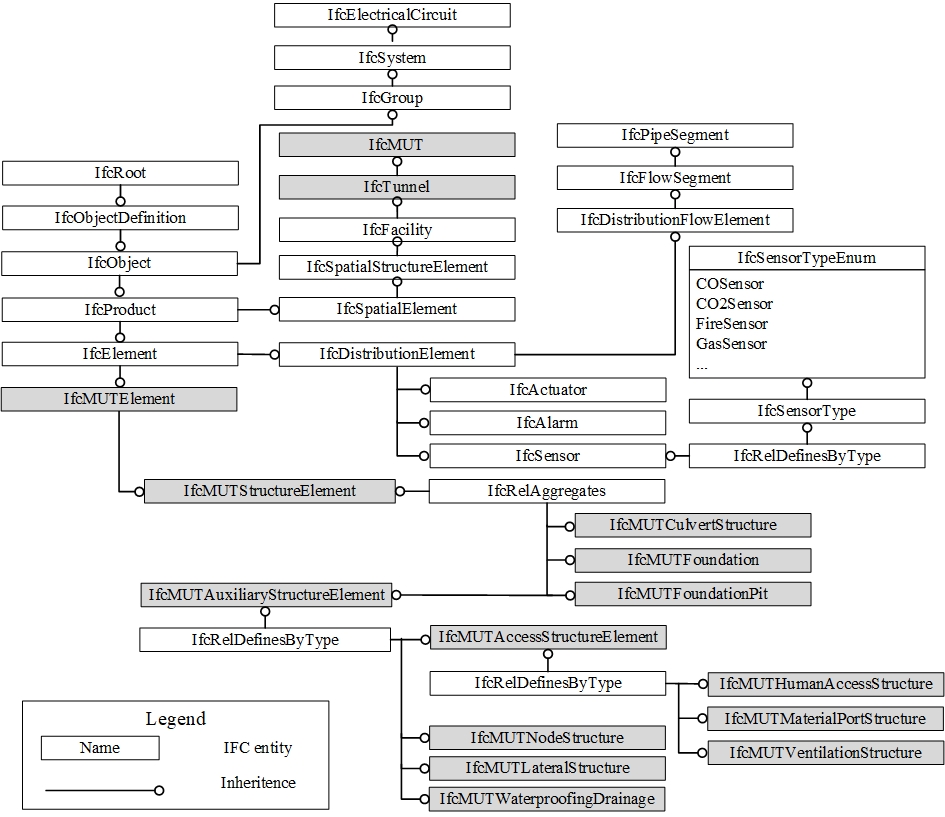 IfcElectricalCircuit
IfcSystem
IfcGroup
IfcMUT
IfcTunnel
IfcFacility
IfcSpatialStructureElement
IfcSpatialElement
IfcRoot
IfcObjectDefinition
IfcObject
IfcProduct
IfcElement
IfcMUTElement
IfcPipeSegment
IfcFlowSegment
IfcDistributionFlowElement
IfcSensorTypeEnum
COSensor
CO2Sensor
FireSensor
GasSensor
...
IfcDistributionElement
IfcActuator
IfcAlarm
IfcSensor
IfcSensorType
IfcRelDefinesByType
IfcMUTStructureElement
IfcRelAggregates
IfcMUTCulvertStructure
IfcMUTFoundation
IfcMUTFoundationPit
IfcMUTAuxiliaryStructureElement
IfcRelDefinesByType
IfcMUTAccessStructureElement
IfcRelDefinesByType
IfcMUTHumanAccessStructure
IfcMUTMaterialPortStructure
IfcMUTVentilationStructure
IfcMUTNodeStructure
IfcMUTLateralStructure
IfcMUTWaterproofingDrainage
Legend
Name
IFC entity
Inheritence